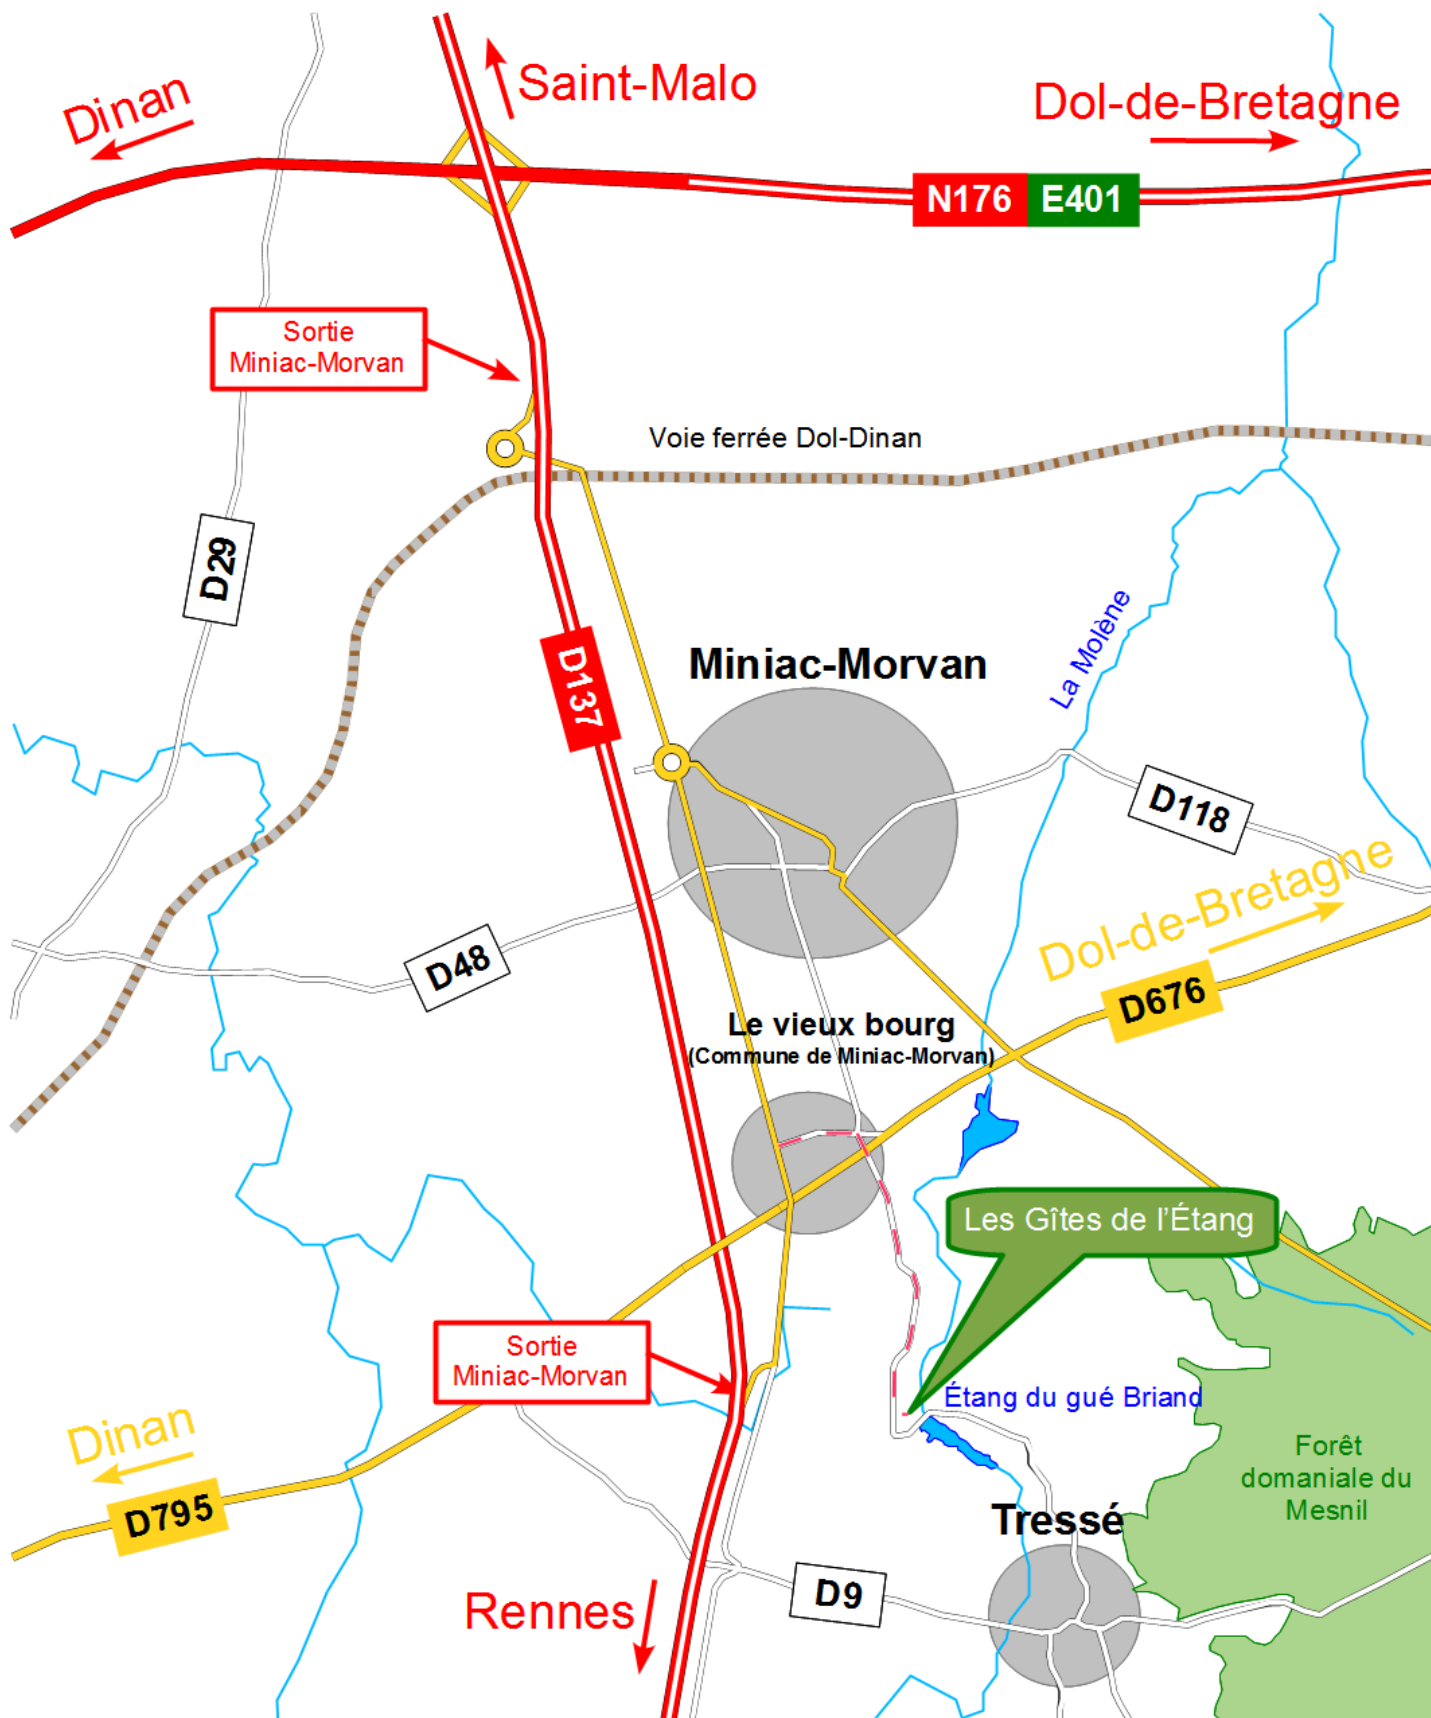 Dinan
Saint-Malo
Dol-de-Bretagne
N176 E401
Sortie
Miniac-Morvan
Voie ferrée Dol-Dinan
D29
La Molène
D137
Miniac-Morvan
D118
Dol-de-Bretagne
D48
D676
Le vieux bourg
(Commune de Miniac-Morvan)
Les Gîtes de l'Étang
Sortie
Miniac-Morvan
Étang du gué Briand
Dinan
D795
Forêt
domaniale du
Mesnil
Tressé
D9
Rennes